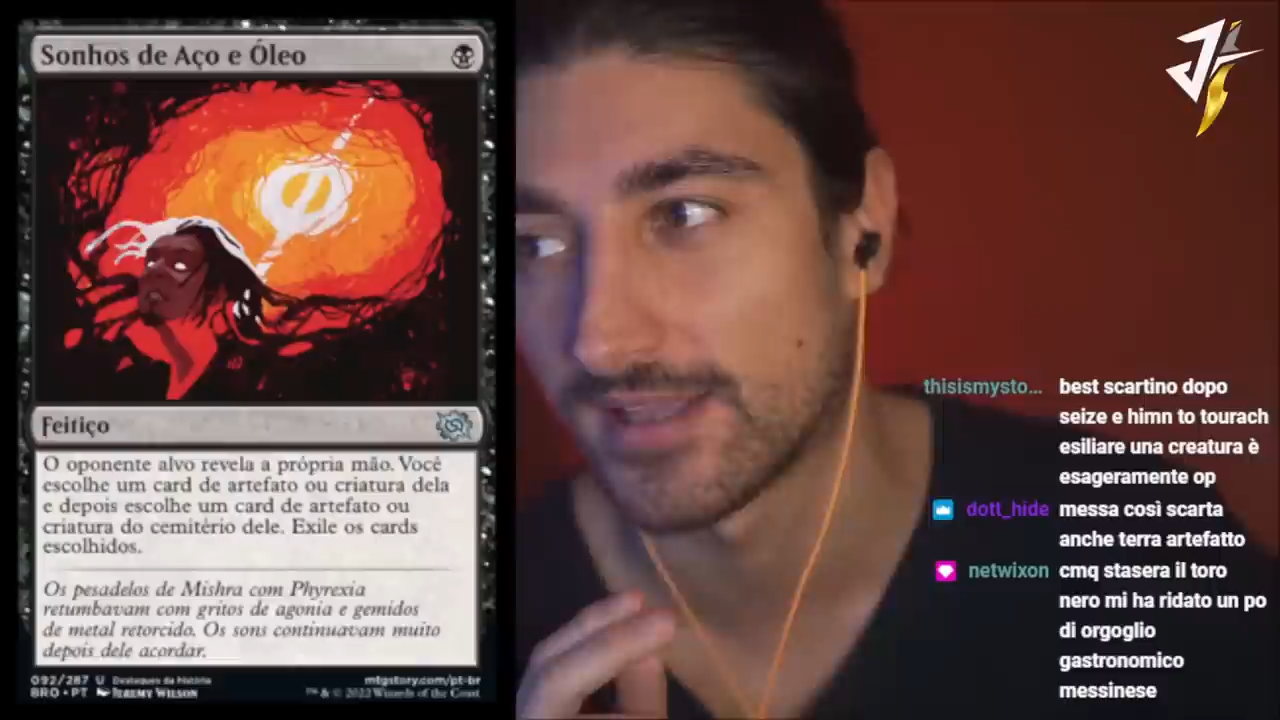 Sonhos de Aço e Óleo
Feitiço
O oponente alvo revela a própria mão. Você
escolhe um card de artefato ou criatura dela
e depois escolhe um card de artefato ou
criatura do cemitério dele. Exile os cards
escolhidos.
Os pesadelos de Mishra com Phyrexia
retumbavam com gritos de agonia e gemidos
de metal retorcido. Os sons continuavam muito
depois dele acordar.
092/287 U Destaques da História
mtgstory.com/pt-br
BRO • PT Jeremy Wilson
™ & © 2022 Wizards of the Coast
thisismysto... best scartino dopo
seize e himn to tourach
esiliare una creatura è
esageramente op
dott_hide messa così scarta
anche terra artefatto
netwixon cmq stasera il toro
nero mi ha ridato un po
di orgoglio
gastronomico
messinese